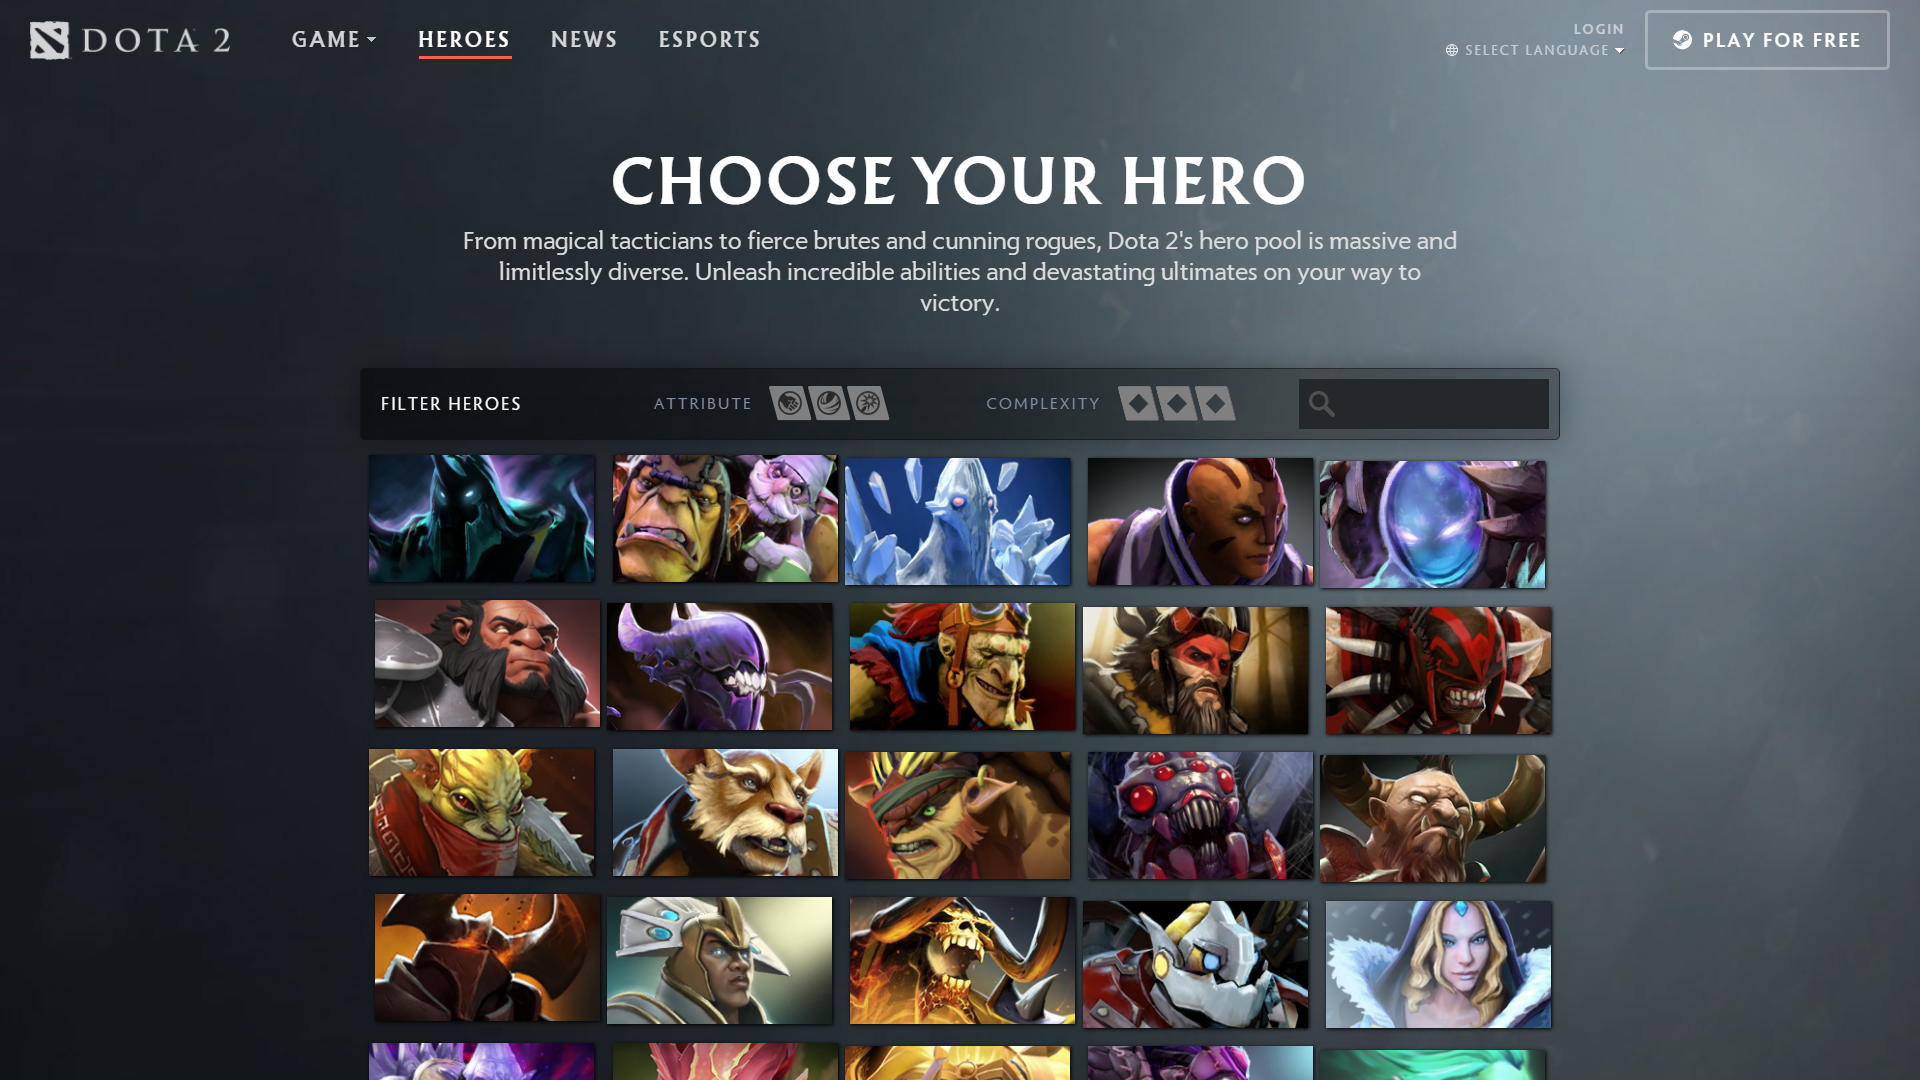 DOTA 2
GAME
HEROES
NEWS
ESPORTS
LOGIN
SELECT LANGUAGE
PLAY FOR FREE
CHOOSE YOUR HERO
From magical tacticians to fierce brutes and cunning rogues, Dota 2's hero pool is massive and
limitlessly diverse. Unleash incredible abilities and devastating ultimates on your way to
victory.
FILTER HEROES
ATTRIBUTE
COMPLEXITY